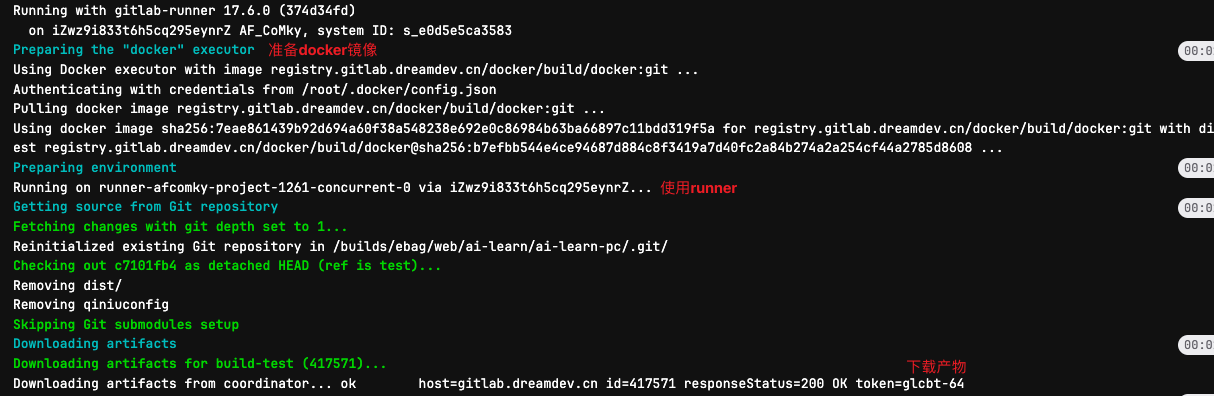 Running with gitlab-runner 17.6.0 (374d34fd)
on iZwz9i833t6h5cq295eynrZ AF_CoMky, system ID: s_e0d5e5ca3583
Preparing the "docker" executor 准备docker镜像
Using Docker executor with image registry.gitlab.dreamdev.cn/docker/build/docker:git ...
Authenticating with credentials from /root/.docker/config.json
Pulling docker image registry.gitlab.dreamdev.cn/docker/build/docker:git ...
Using docker image sha256:7eae861439b92d694a60f38a548238e692e0c86984b63ba66897c11bdd319f5a for registry.gitlab.dreamdev.cn/docker/build/docker:git with di
est registry.gitlab.dreamdev.cn/docker/build/docker@sha256:b7efbb544e4ce94687d884c8f3419a7d40fc2a84b274a2a254cf44a2785d8608 ...
Preparing environment
Running on runner-afcomky-project-1261-concurrent-0 via iZwz9i833t6h5cq295eynrZ... 使用runner
Getting source from Git repository
Fetching changes with git depth set to 1...
Reinitialized existing Git repository in /builds/ebag/web/ai-learn/ai-learn-pc/.git/
Checking out c7101fb4 as detached HEAD (ref is test)...
Removing dist/
Removing qiniuconfig
Skipping Git submodules setup
Downloading artifacts
Downloading artifacts for build-test (417571)... 下载产物
Downloading artifacts from coordinator... ok host=gitlab.dreamdev.cn id=417571 responseStatus=200 OK token=glcbt-64